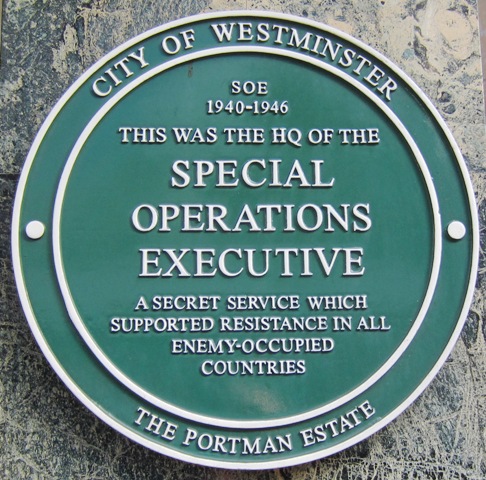 CITY OF WESTMINSTER
SOE
1940-1946
THIS WAS THE HQ OF THE
SPECIAL
OPERATIONS
EXECUTIVE
A SECRET SERVICE WHICH
SUPPORTED RESISTANCE IN ALL
ENEMY-OCCUPIED
COUNTRIES
THE PORTMAN ESTATE